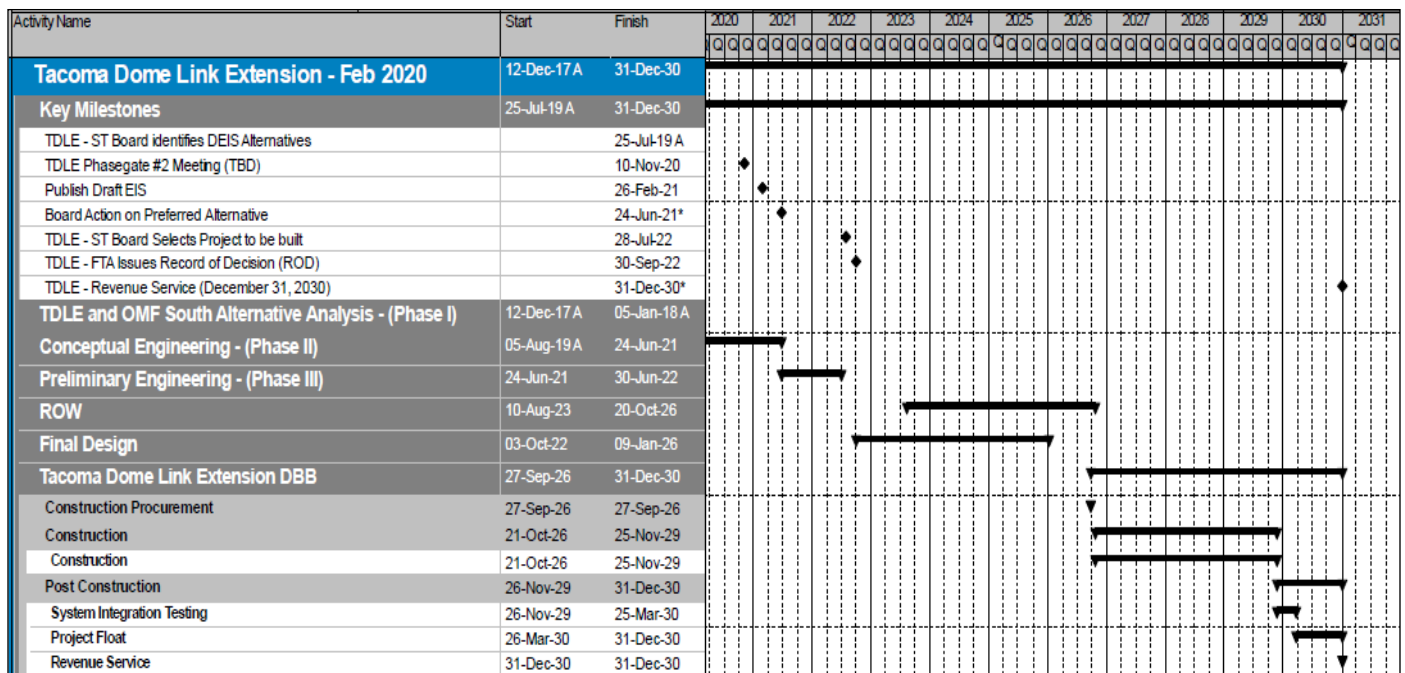 Activity Name Start Finish 2020 2021 2022 2023 2024 2025 2026 2027 2028 2029 2030 2031
Q Q Q Q Q Q Q Q Q Q Q Q Q Q Q Q Q Q Q Q Q Q Q Q Q Q Q Q Q Q Q Q Q Q Q Q Q Q Q Q Q Q Q Q Q Q Q
Tacoma Dome Link Extension - Feb 2020 12-Dec-17 A 31-Dec-30
Key Milestones 25-Jul-19 A 31-Dec-30
TDLE - ST Board identifies DEIS Alternatives 25-Jul-19 A
TDLE Phasegate #2 Meeting (TBD) 10-Nov-20
Publish Draft EIS 26-Feb-21
Board Action on Preferred Alternative 24-Jun-21*
TDLE - ST Board Selects Project to be built 28-Jul-22
TDLE - FTA Issues Record of Decision (ROD) 30-Sep-22
TDLE - Revenue Service (December 31, 2030) 31-Dec-30*
TDLE and OMF South Alternative Analysis - (Phase I) 12-Dec-17 A 05-Jan-18 A
Conceptual Engineering - (Phase II) 05-Aug-19 A 24-Jun-21
Preliminary Engineering - (Phase III) 24-Jun-21 30-Jun-22
ROW 10-Aug-23 20-Oct-26
Final Design 03-Oct-22 09-Jan-26
Tacoma Dome Link Extension DBB 27-Sep-26 31-Dec-30
Construction Procurement 27-Sep-26 27-Sep-26
Construction 21-Oct-26 25-Nov-29
Construction 21-Oct-26 25-Nov-29
Post Construction 26-Nov-29 31-Dec-30
System Integration Testing 26-Nov-29 25-Mar-30
Project Float 26-Mar-30 31-Dec-30
Revenue Service 31-Dec-30 31-Dec-30